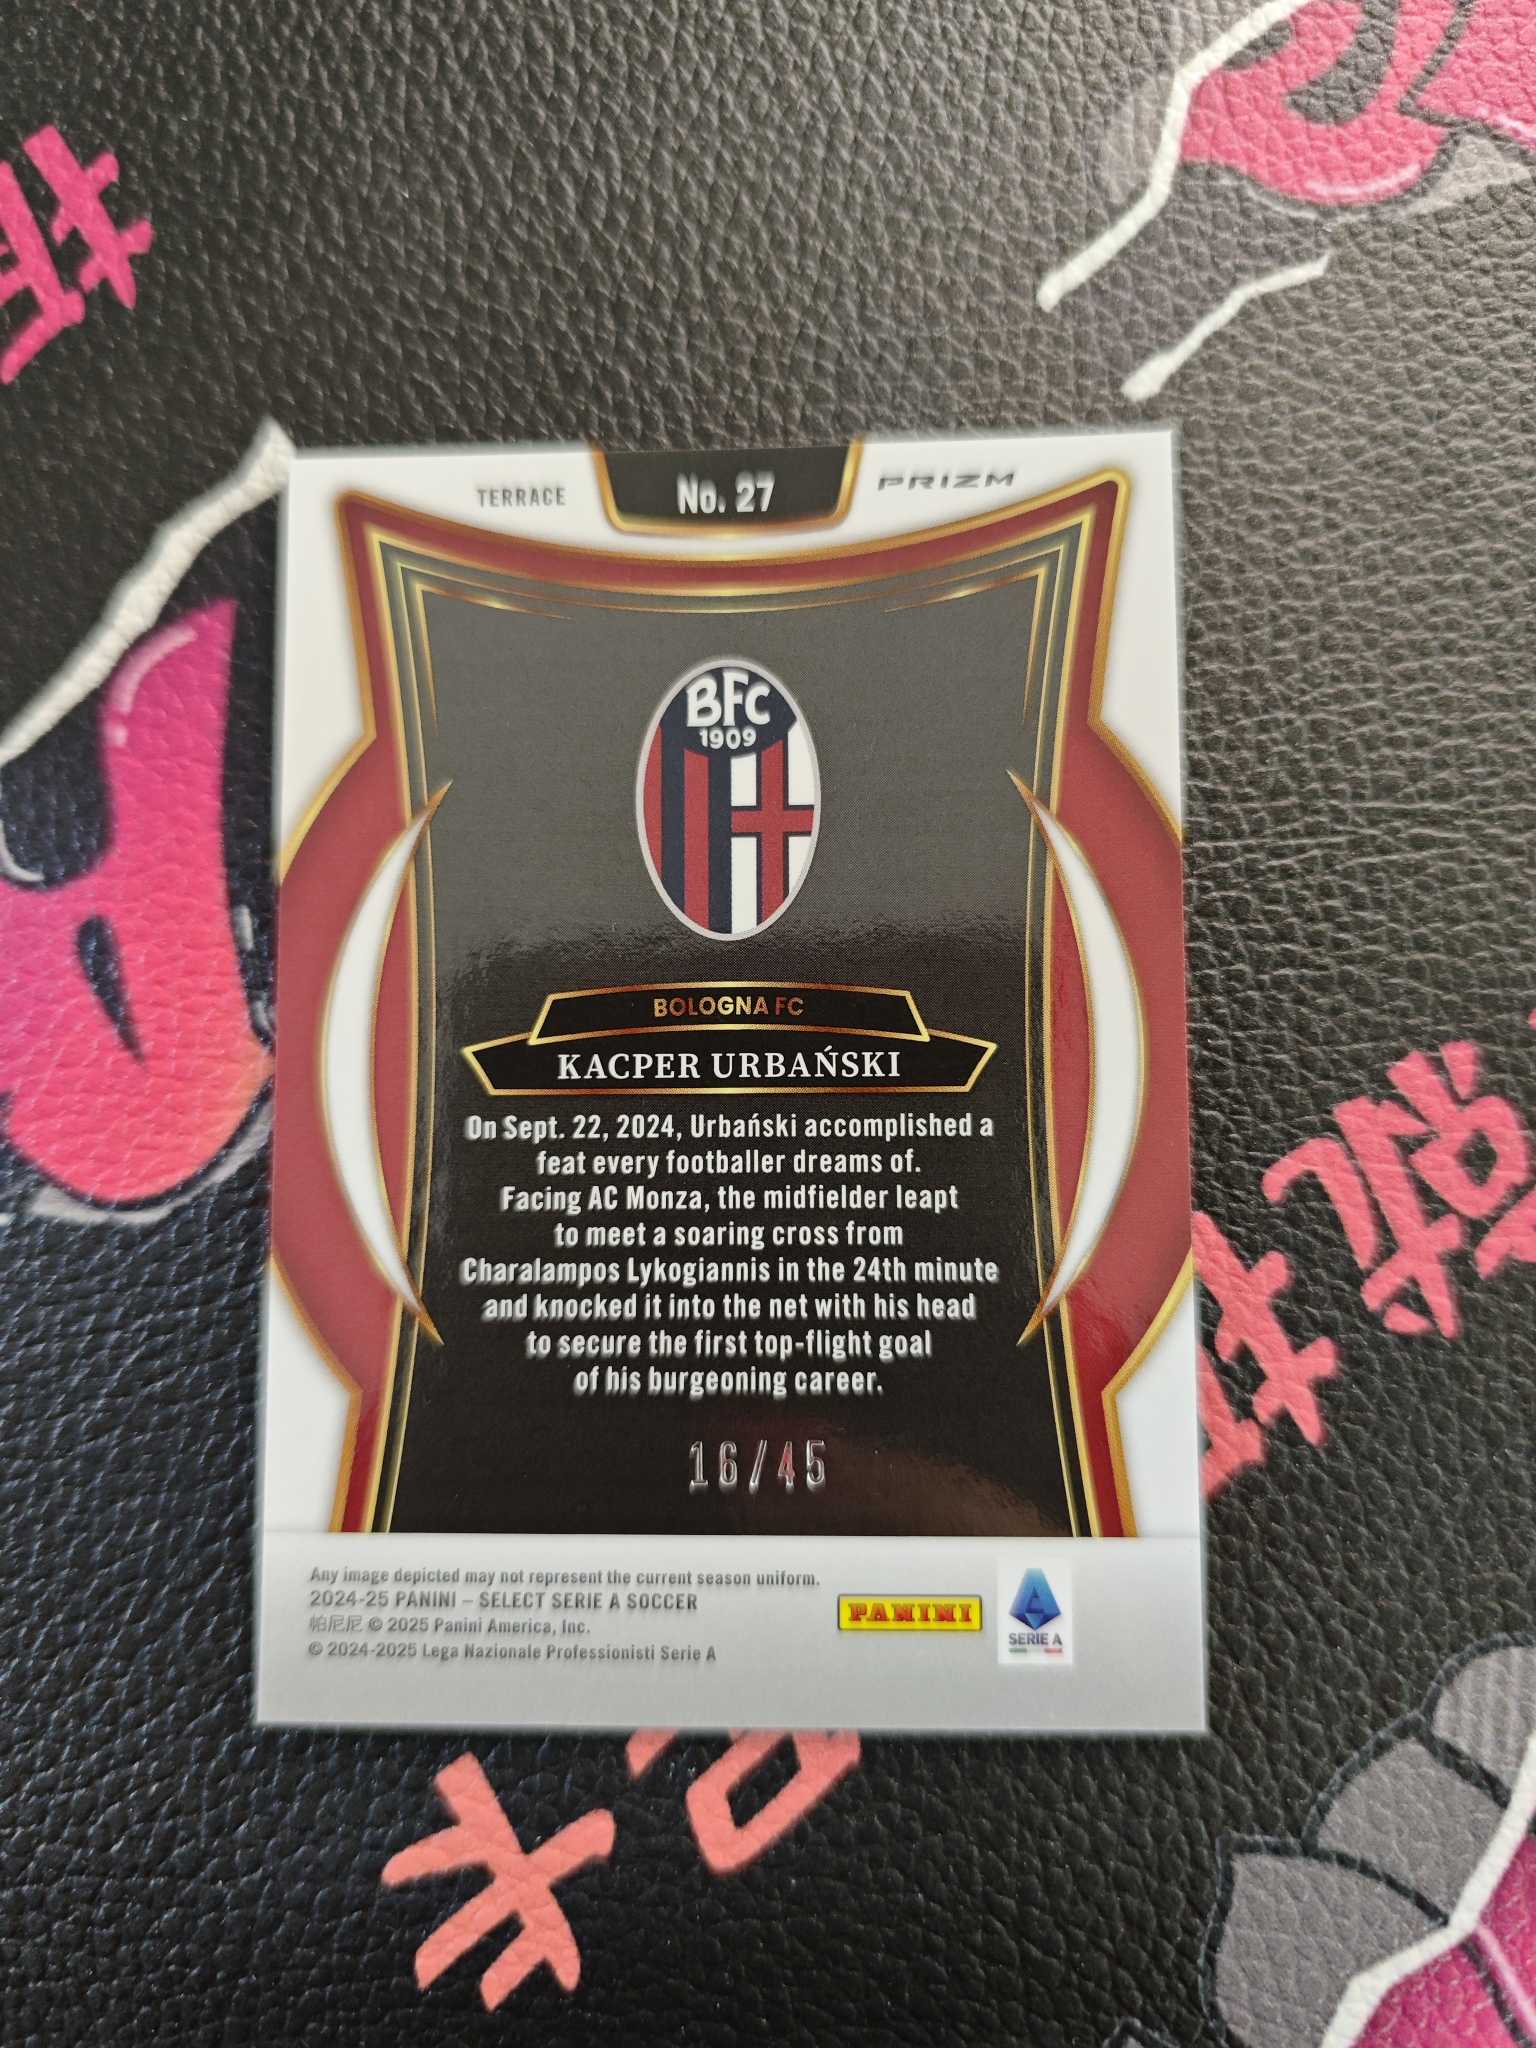 TERRACE
No. 27
PRIZM
BFC
1909
BOLOGNA FC
KACPER URBAŃSKI
On Sept. 22, 2024, Urbański accomplished a
feat every footballer dreams of.
Facing AC Monza, the midfielder leapt
to meet a soaring cross from
Charalampos Lykogiannis in the 24th minute
and knocked it into the net with his head
to secure the first top-flight goal
of his burgeoning career.
16/45
Any image depicted may not represent the current season uniform.
2024-25 PANINI – SELECT SERIE A SOCCER
帕尼尼 © 2025 Panini America, Inc.
© 2024-2025 Lega Nazionale Professionisti Serie A
PANINI
SERIE A